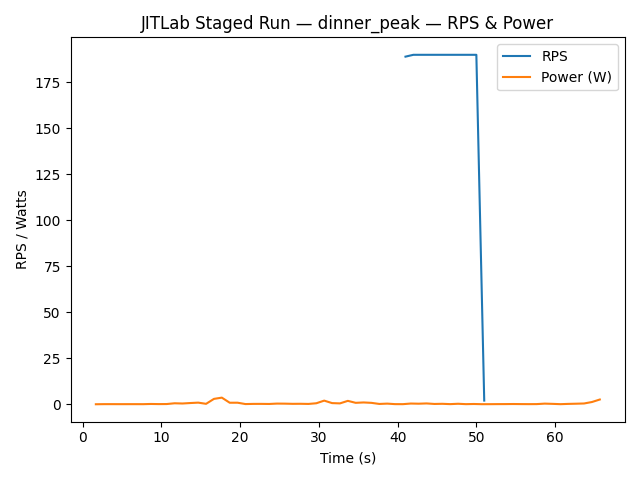 JITLab Staged Run — dinner_peak — RPS & Power
RPS
Power (W)
175
150
125
100
75
50
25
0
RPS / Watts
0 10 20 30 40 50 60
Time (s)